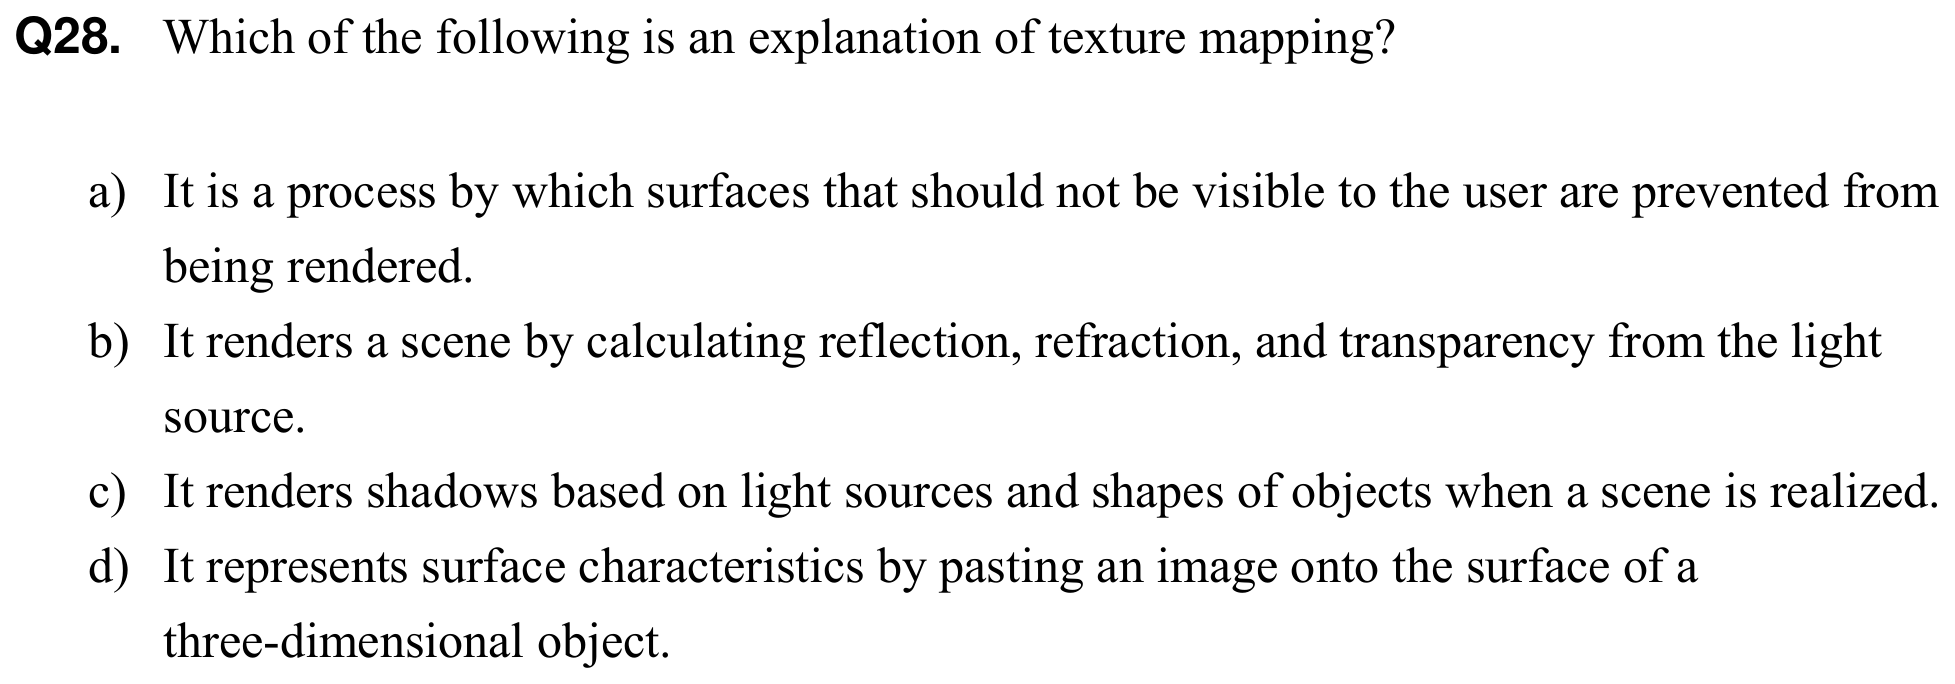 Q28. Which of the following is an explanation of texture mapping?
a) It is a process by which surfaces that should not be visible to the user are prevented from
being rendered.
b) It renders a scene by calculating reflection, refraction, and transparency from the light
source.
c) It renders shadows based on light sources and shapes of objects when a scene is realized.
d) It represents surface characteristics by pasting an image onto the surface of a
three-dimensional object.